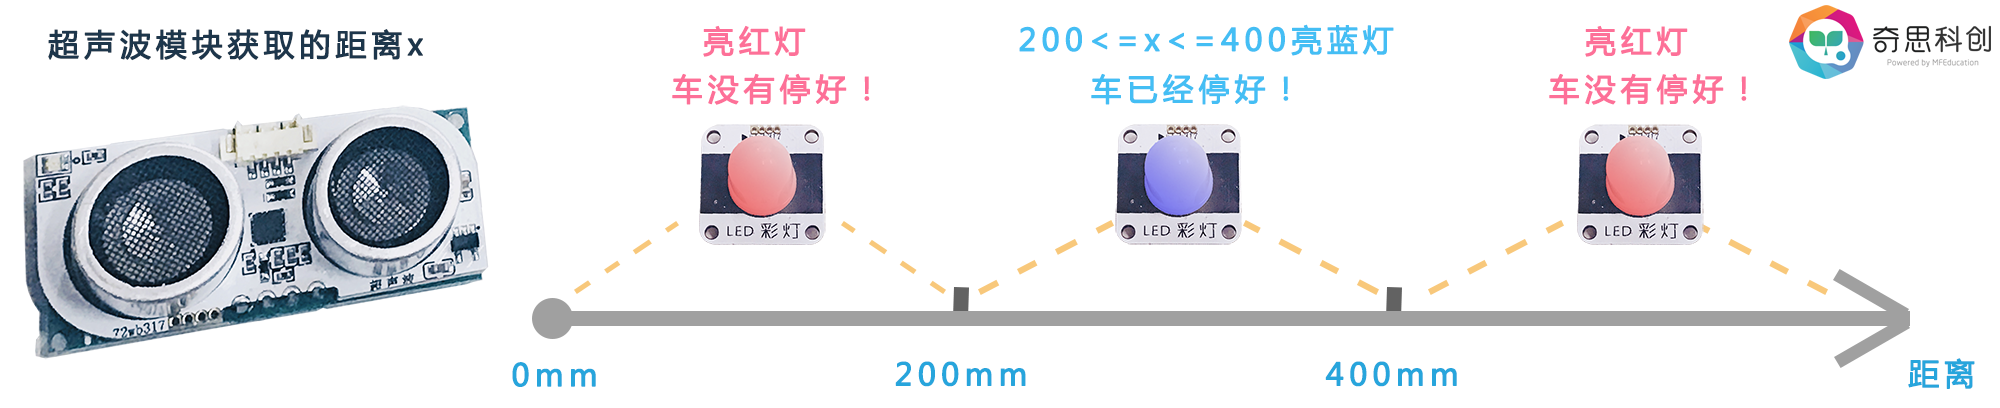 超声波模块获取的距离x
亮红灯
车没有停好！
200<=x<=400亮蓝灯
车已经停好！
亮红灯
车没有停好！
奇思科创
Powered by MFEducation
72wb317
超声波
LED 彩灯
LED 彩灯
LED 彩灯
0mm
200mm
400mm
距离